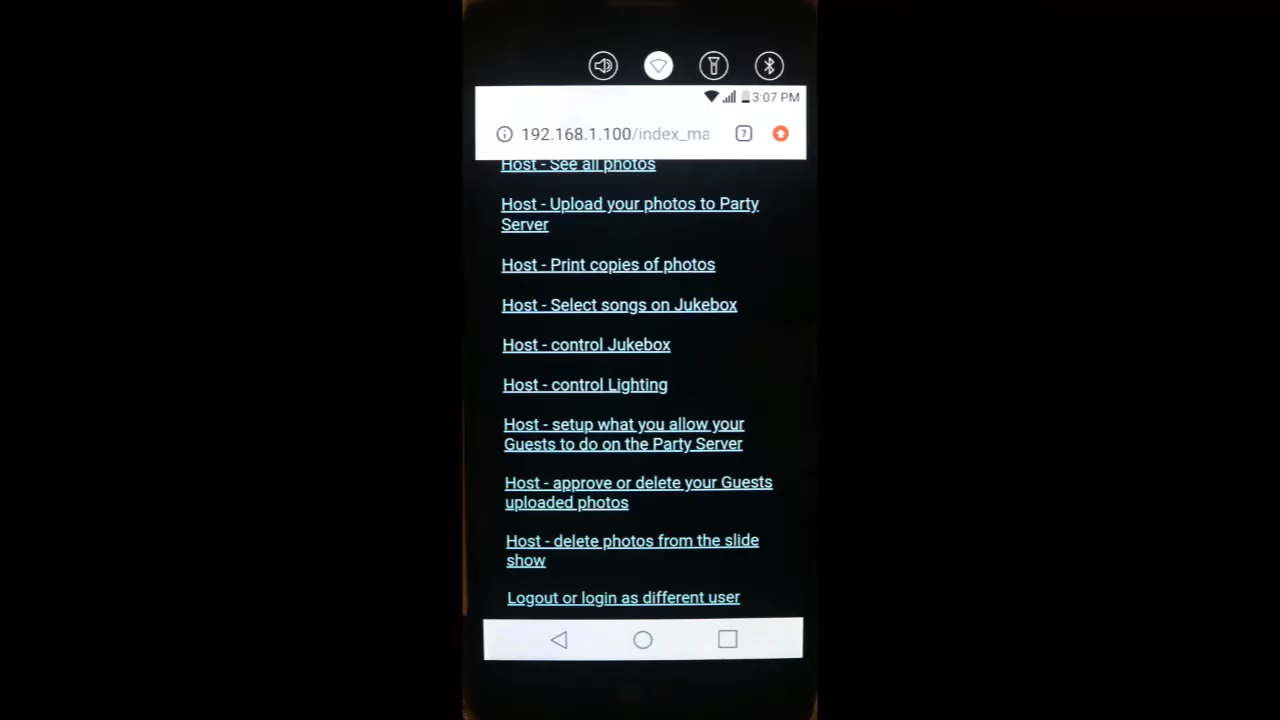 3:07 PM
192.168.1.100/index_ma
7
Host - See all photos
Host - Upload your photos to Party
Server
Host - Print copies of photos
Host - Select songs on Jukebox
Host - control Jukebox
Host - control Lighting
Host - setup what you allow your
Guests to do on the Party Server
Host - approve or delete your Guests
uploaded photos
Host - delete photos from the slide
show
Logout or login as different user